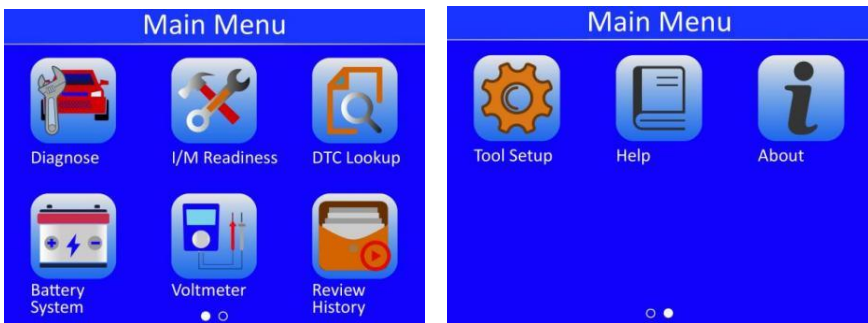 Main Menu
Diagnose
I/M Readiness
DTC Lookup
Battery
System
Voltmeter
Review
History
Main Menu
Tool Setup
Help
About